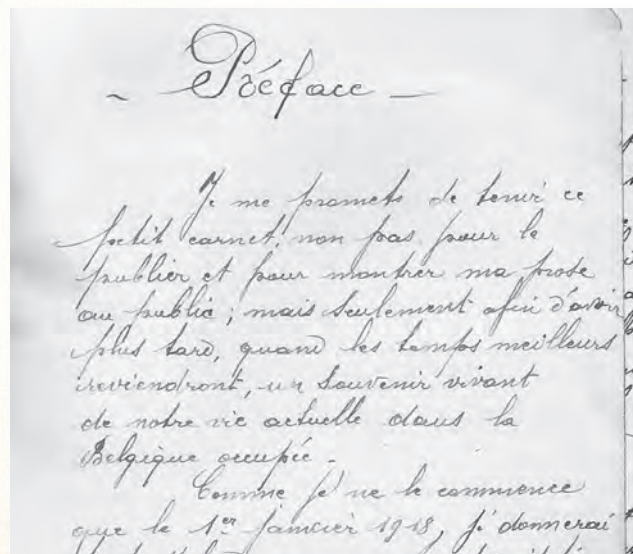 - Préface -
Je me promets de tenir ce
petit carnet, non pas pour le
publier et pour montrer ma prose
au public ; mais seulement afin d'avoir
plus tard, quand les temps meilleurs
reviendront, un souvenir vivant
de notre vie actuelle dans la
Belgique occupée.
Comme je ne le commence
que le 1er janvier 1918, je donnerai